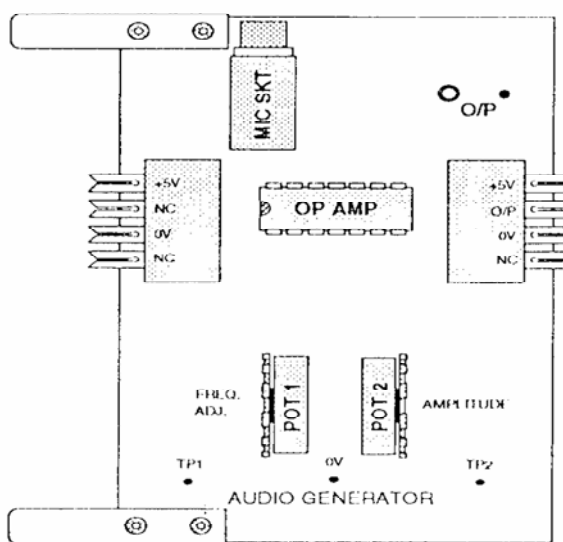 MIC SKT
O/P
+5V
NC
0V
NC
OP AMP
+5V
O/P
0V
NC
FREQ.
ADJ.
POT 1
POT 2
AMPLITUDE
TP1
0V
TP2
AUDIO GENERATOR